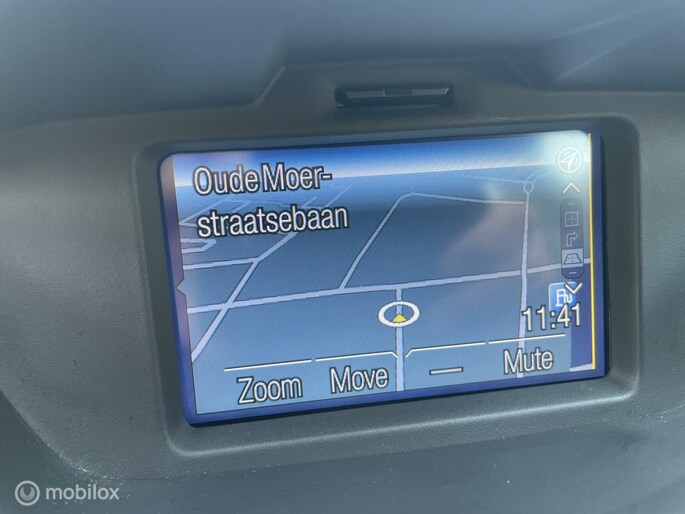 Oude Moer-
straatsebaan
11:41
Zoom Move — Mute
mobilox